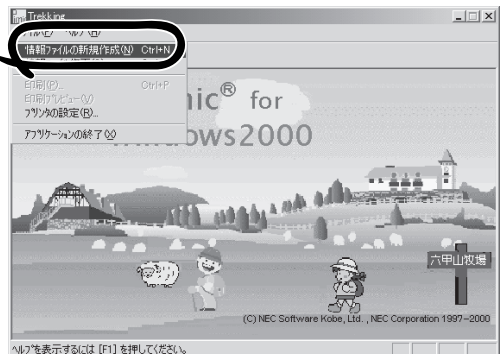 Trekking
ファイル(F) ヘルプ(H)
情報ファイルの新規作成(N) Ctrl+N
印刷(P)... Ctrl+P
印刷プレビュー(V)
プリンタの設定(R)...
アプリケーションの終了(X)
nic® for
indows2000
六甲山牧場
(C) NEC Software Kobe, Ltd. , NEC Corporation 1997-2000
ヘルプを表示するには [F1] を押してください。